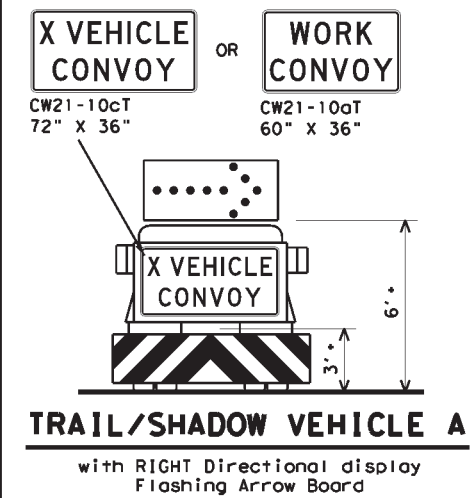 X VEHICLE
CONVOY
OR
WORK
CONVOY
CW21-10cT
72" X 36"
CW21-10aT
60" X 36"
X VEHICLE
CONVOY
6'+
3'+
TRAIL/SHADOW VEHICLE A
with RIGHT Directional display
Flashing Arrow Board